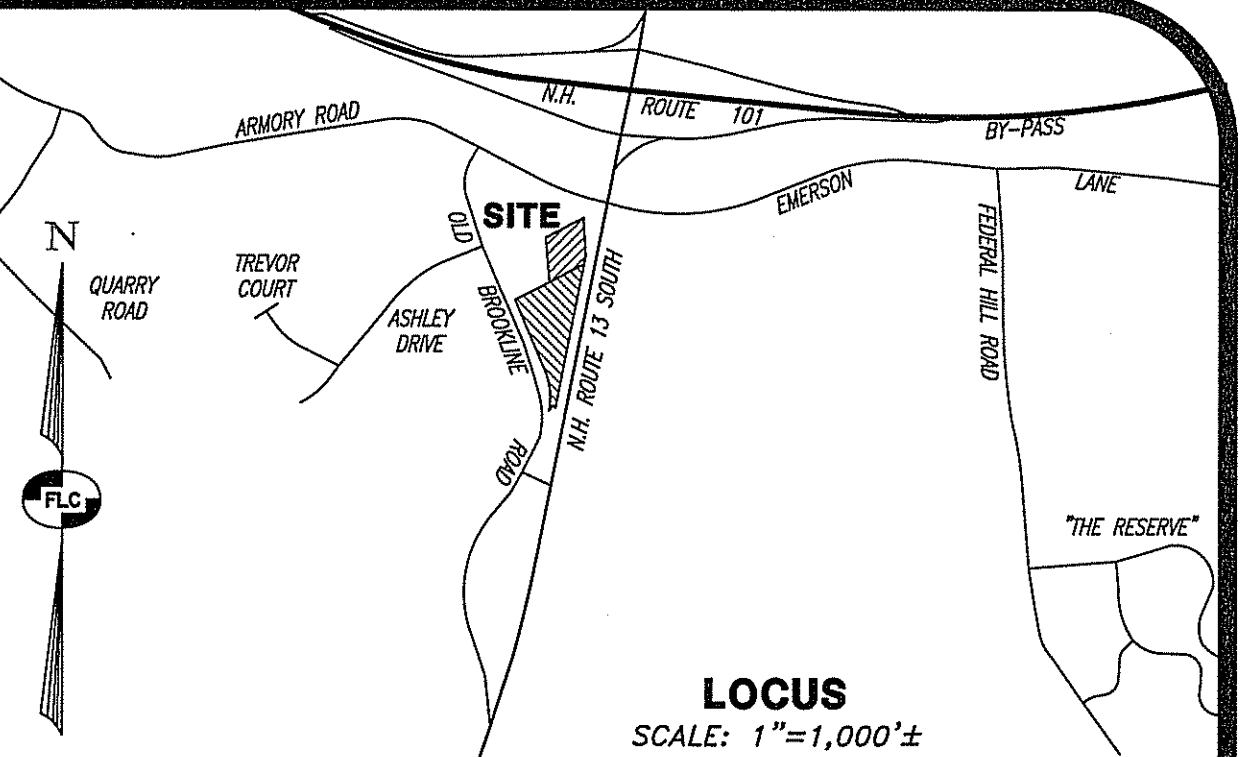 N.H. ROUTE 101 BY-PASS
ARMORY ROAD
EMERSON LANE
SITE
N
QUARRY
ROAD
TREVOR
COURT
ASHLEY
DRIVE
OLD BROOKLINE ROAD
N.H. ROUTE 13 SOUTH
FEDERAL HILL ROAD
FLC
"THE RESERVE"
LOCUS
SCALE: 1"=1,000'±